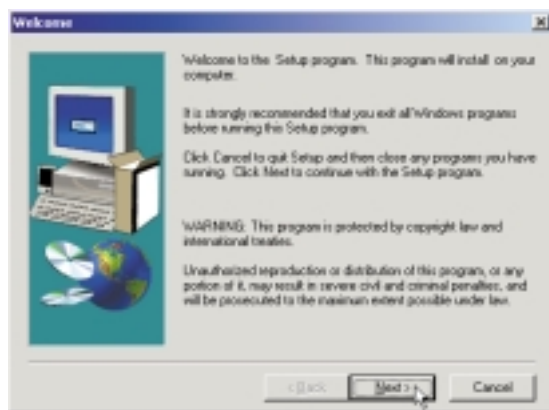 Welcome
Welcome to the Setup program. This program will install on your
computer.
It is strongly recommended that you exit all Windows programs
before running this Setup program.
Click Cancel to quit Setup and then close any programs you have
running. Click Next to continue with the Setup program.
WARNING: This program is protected by copyright law and
international treaties.
Unauthorized reproduction or distribution of this program, or any
portion of it, may result in severe civil and criminal penalties, and
will be prosecuted to the maximum extent possible under law.
< Back
Next >
Cancel